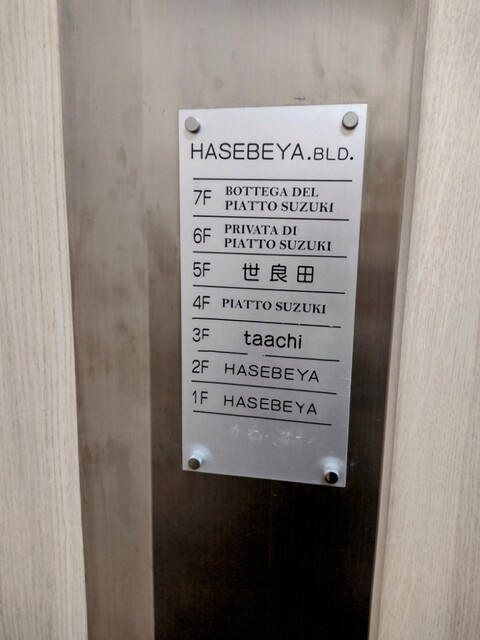 HASEBEYA.BLD.
7F BOTTEGA DEL
PIATTO SUZUKI
6F PRIVATA DI
PIATTO SUZUKI
5F 世良田
4F PIATTO SUZUKI
3F taachi
2F HASEBEYA
1F HASEBEYA